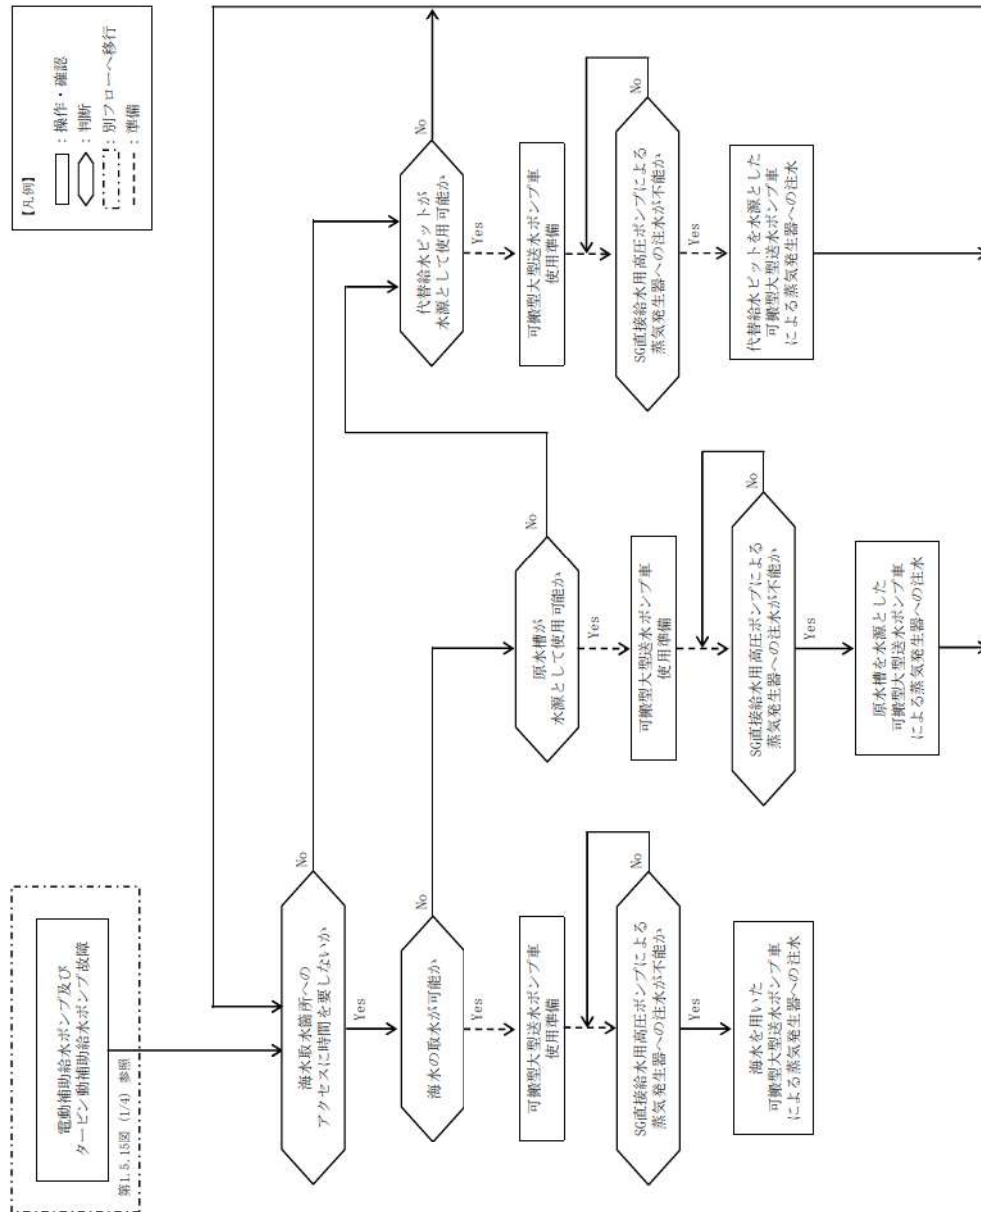 電動補助給水ポンプ及び
タービン動補助給水ポンプ故障
第1.5.15図 (1/4) 参照
【凡例】
：操作・確認
：判断
：別フローへ移行
：準備
海水取水箇所への
アクセスに時間を要しないか
No
Yes
海水の取水が可能か
No
Yes
可搬型大型送水ポンプ車
使用準備
SG直接給水用高圧ポンプによる
蒸気発生器への注水が不能か
No
Yes
海水を用いた
可搬型大型送水ポンプ車
による蒸気発生器への注水
原水槽が
水源として使用可能か
No
Yes
可搬型大型送水ポンプ車
使用準備
SG直接給水用高圧ポンプによる
蒸気発生器への注水が不能か
No
Yes
原水槽を水源とした
可搬型大型送水ポンプ車
による蒸気発生器への注水
代替給水ピットが
水源として使用可能か
No
Yes
可搬型大型送水ポンプ車
使用準備
SG直接給水用高圧ポンプによる
蒸気発生器への注水が不能か
No
Yes
代替給水ピットを水源とした
可搬型大型送水ポンプ車
による蒸気発生器への注水